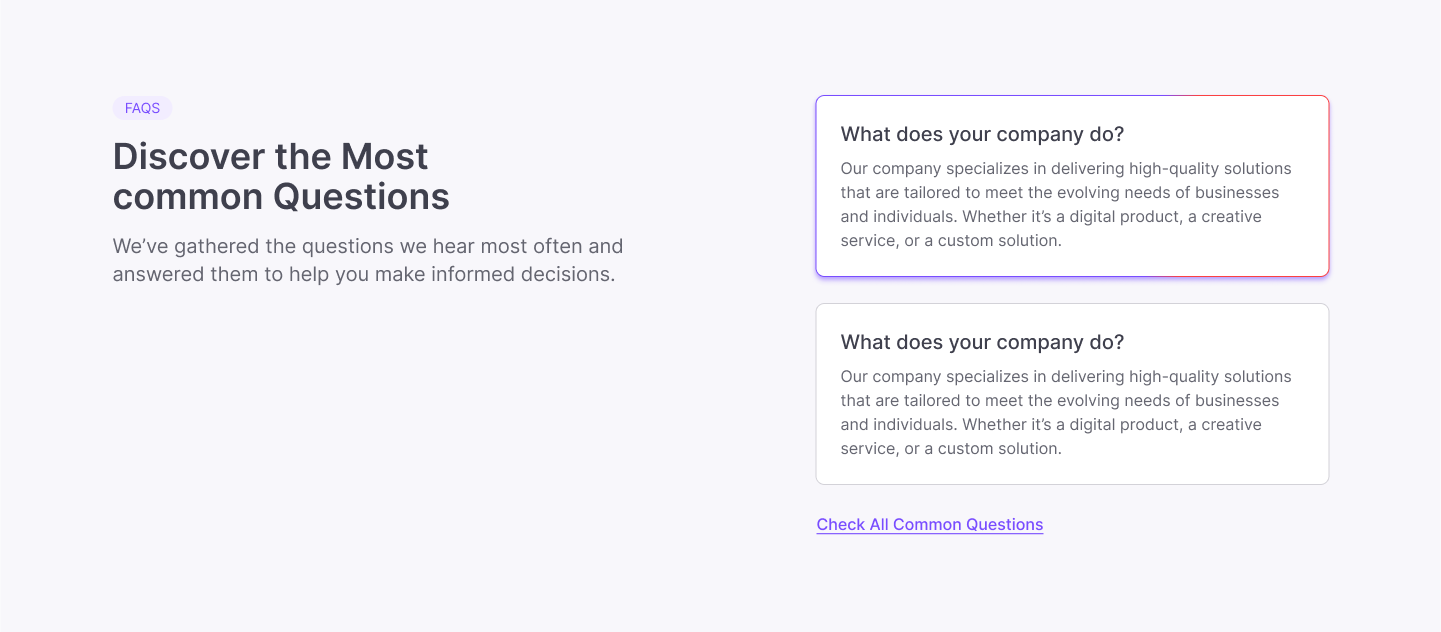 FAQS
Discover the Most
common Questions
We’ve gathered the questions we hear most often and
answered them to help you make informed decisions.
What does your company do?
Our company specializes in delivering high-quality solutions
that are tailored to meet the evolving needs of businesses
and individuals. Whether it’s a digital product, a creative
service, or a custom solution.
What does your company do?
Our company specializes in delivering high-quality solutions
that are tailored to meet the evolving needs of businesses
and individuals. Whether it’s a digital product, a creative
service, or a custom solution.
Check All Common Questions